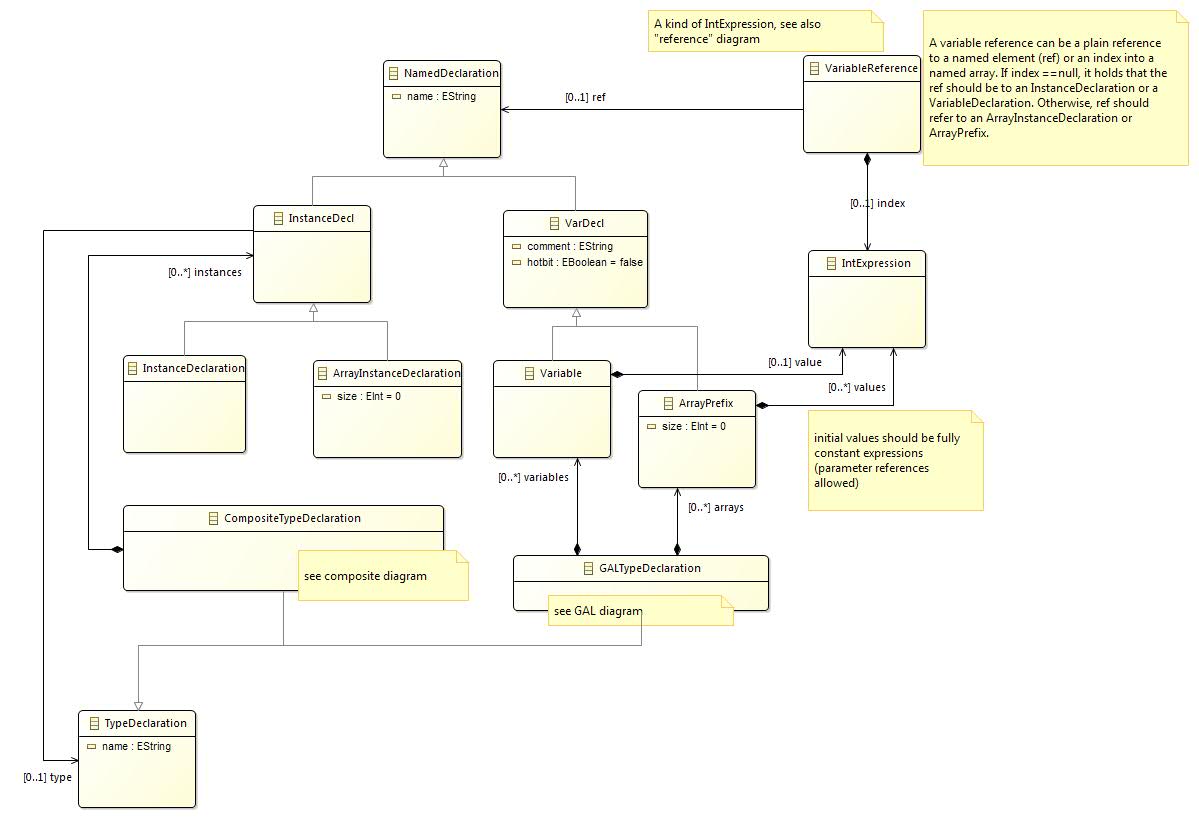 A kind of IntExpression, see also
"reference" diagram
A variable reference can be a plain reference
to a named element (ref) or an index into a
named array. If index ==null, it holds that the
ref should be to an InstanceDeclaration or a
VariableDeclaration. Otherwise, ref should
refer to an ArrayInstanceDeclaration or
ArrayPrefix.
NamedDeclaration
name : EString
[0..1] ref
VariableReference
[0..1] index
InstanceDecl
[0..*] instances
VarDecl
comment : EString
hotbit : EBoolean = false
IntExpression
InstanceDeclaration
ArrayInstanceDeclaration
size : EInt = 0
Variable
[0..1] value
[0..*] values
ArrayPrefix
size : EInt = 0
initial values should be fully
constant expressions
(parameter references
allowed)
[0..*] variables
[0..*] arrays
CompositeTypeDeclaration
see composite diagram
GALTypeDeclaration
see GAL diagram
TypeDeclaration
name : EString
[0..1] type